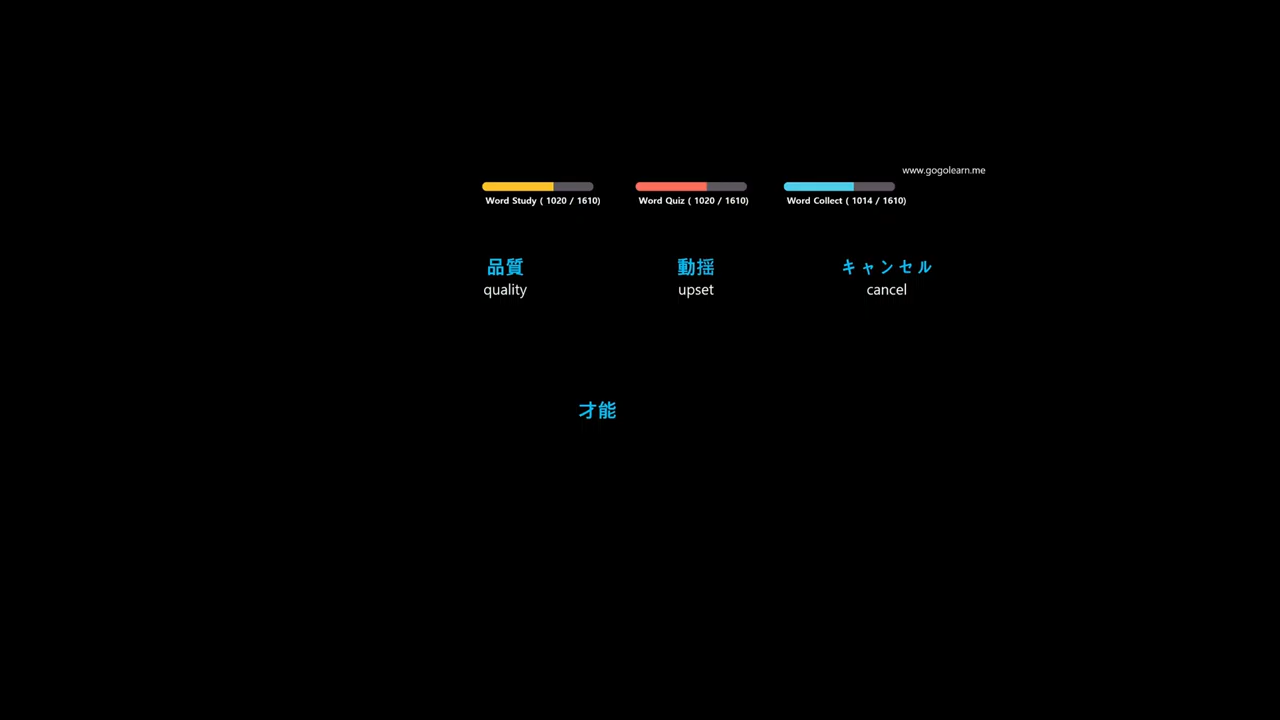 www.gogolearn.me
Word Study ( 1020 / 1610)
Word Quiz ( 1020 / 1610)
Word Collect ( 1014 / 1610)
品質
動揺
キャンセル
quality
upset
cancel
才能